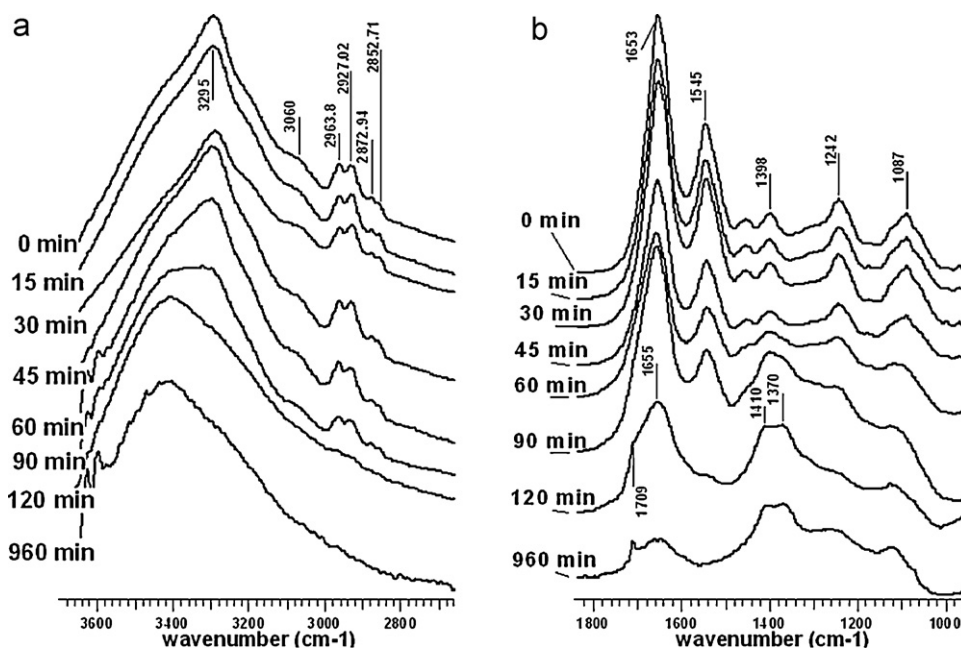 a
3295
3060
2963.8
2927.02
2872.94
2852.71
0 min
15 min
30 min
45 min
60 min
90 min
120 min
960 min
3600 3400 3200 3000 2800
wavenumber (cm-1)
b
1653
1545
1398
1242
1087
0 min
15 min
30 min
45 min
60 min
1655
1410
1370
90 min
120 min
1709
960 min
1800 1600 1400 1200 1000
wavenumber (cm-1)